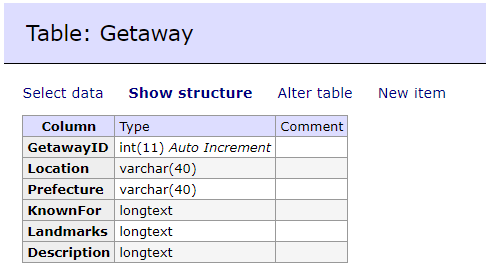 Table: Getaway
Select data Show structure Alter table New item
Column Type Comment
GetawayID int(11) Auto Increment
Location varchar(40)
Prefecture varchar(40)
KnownFor longtext
Landmarks longtext
Description longtext